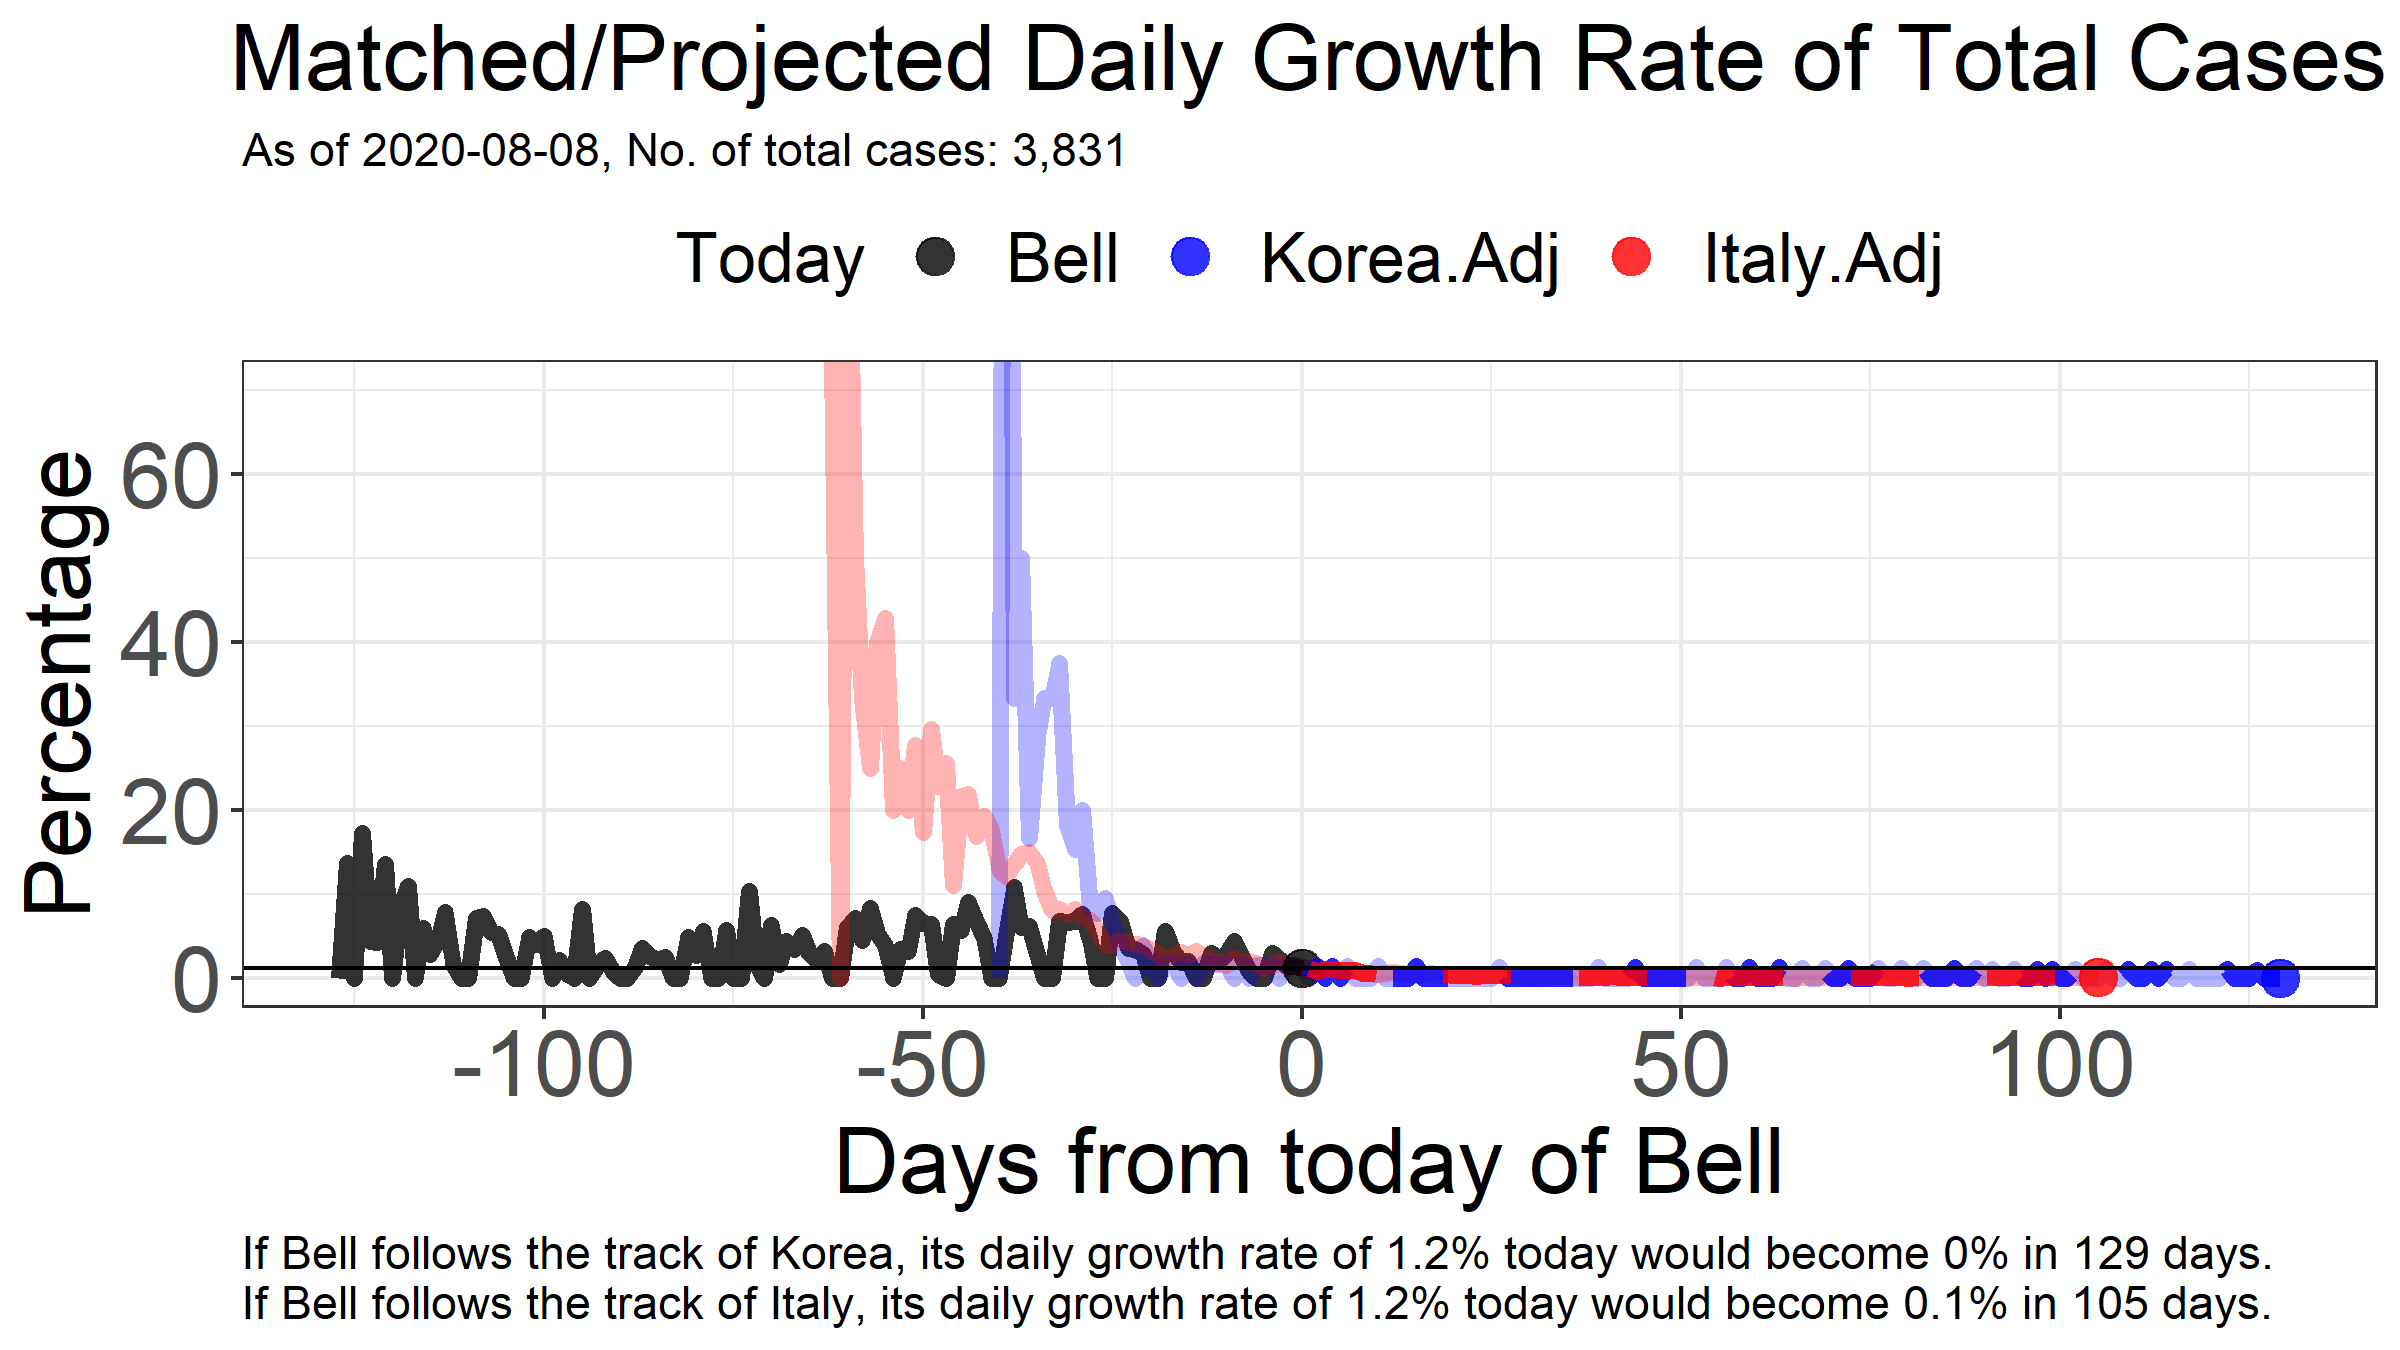 Matched/Projected Daily Growth Rate of Total Cases
As of 2020-08-08, No. of total cases: 3,831
Today Bell Korea.Adj Italy.Adj
Percentage
60
40
20
0
-100 -50 0 50 100
Days from today of Bell
If Bell follows the track of Korea, its daily growth rate of 1.2% today would become 0% in 129 days.
If Bell follows the track of Italy, its daily growth rate of 1.2% today would become 0.1% in 105 days.